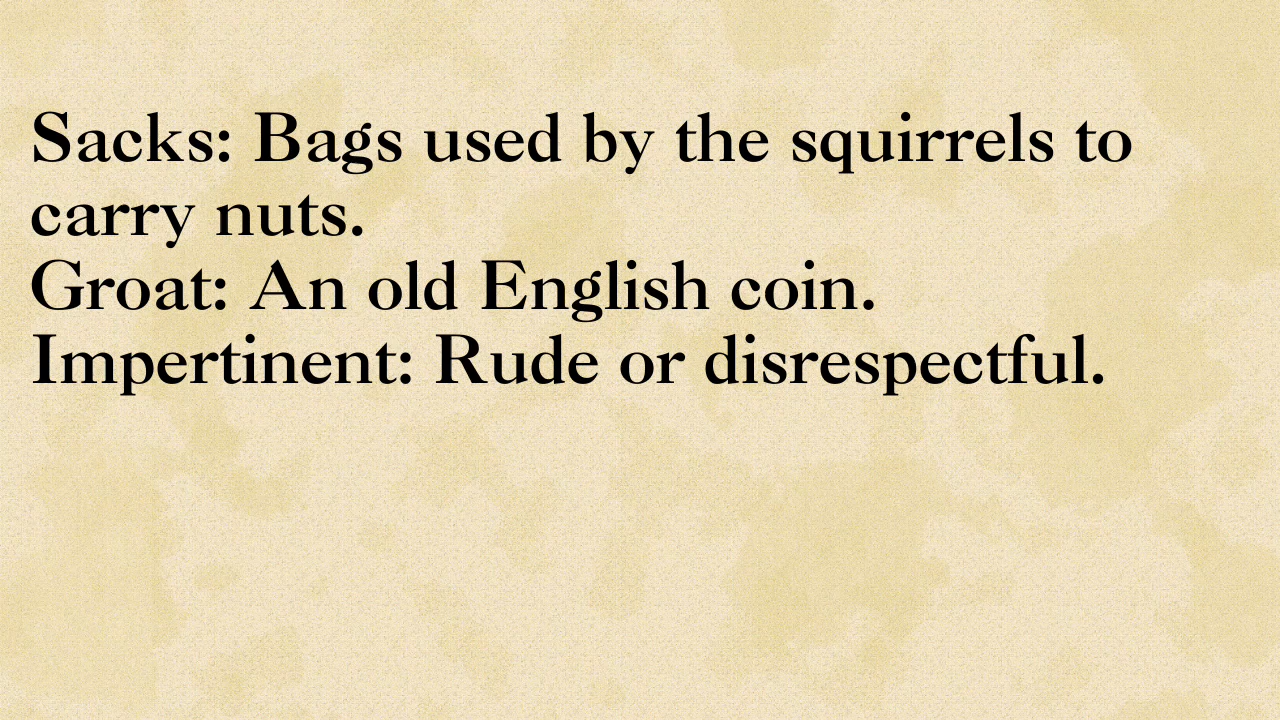 Sacks: Bags used by the squirrels to
carry nuts.
Groat: An old English coin.
Impertinent: Rude or disrespectful.